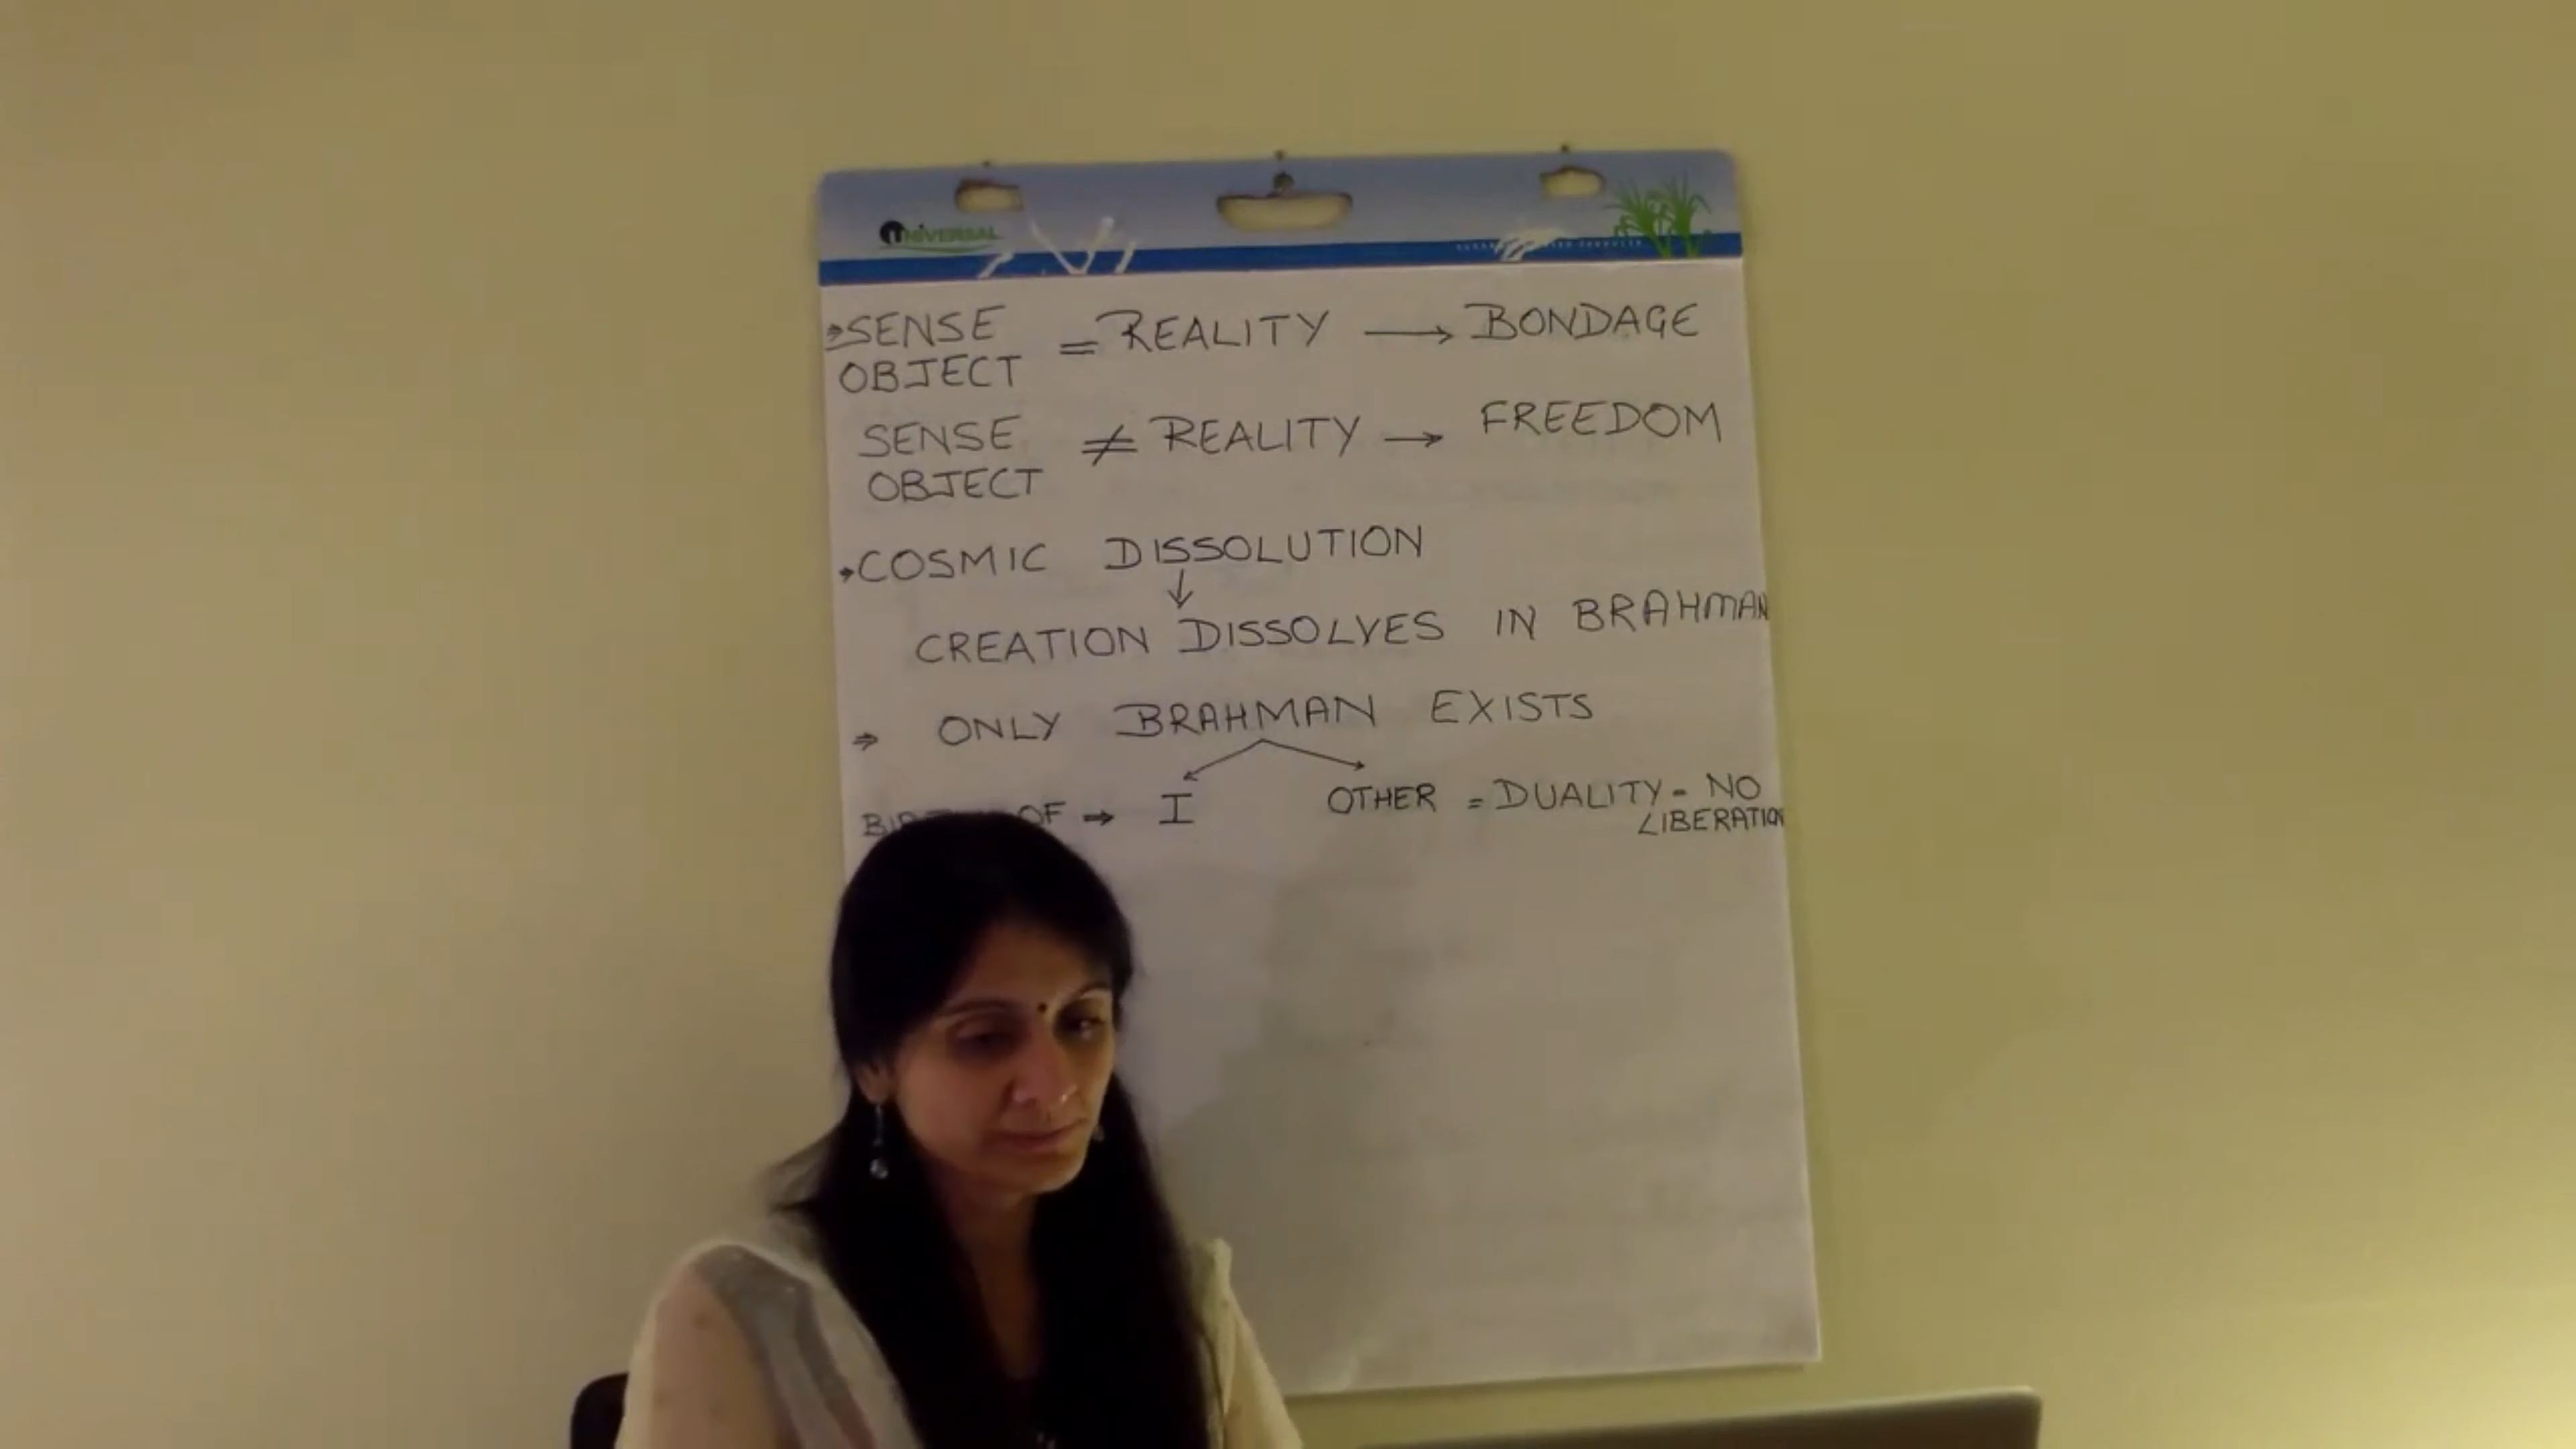 UNIVERSAL
→SENSE OBJECT = REALITY → BONDAGE
SENSE OBJECT ≠ REALITY → FREEDOM
→COSMIC DISSOLUTION
↓
CREATION DISSOLVES IN BRAHMAN
⇒ ONLY BRAHMAN EXISTS
OF ⇒ I OTHER = DUALITY = NO LIBERATION